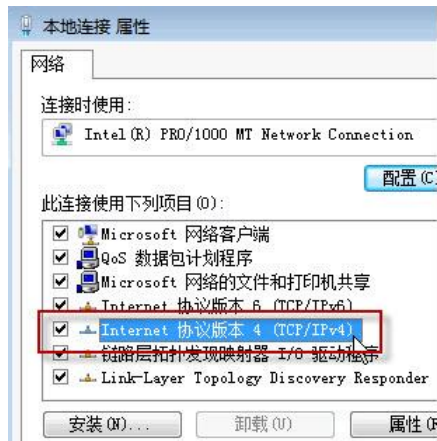 本地连接 属性
网络
连接时使用:
Intel(R) PRO/1000 MT Network Connection
配置(C)
此连接使用下列项目(O):
Microsoft 网络客户端
QoS 数据包计划程序
Microsoft 网络的文件和打印机共享
Internet 协议版本 6 (TCP/IPv6)
Internet 协议版本 4 (TCP/IPv4)
链路层拓扑发现映射器 I/O 驱动程序
Link-Layer Topology Discovery Responder
安装(N)... 卸载(U) 属性(R